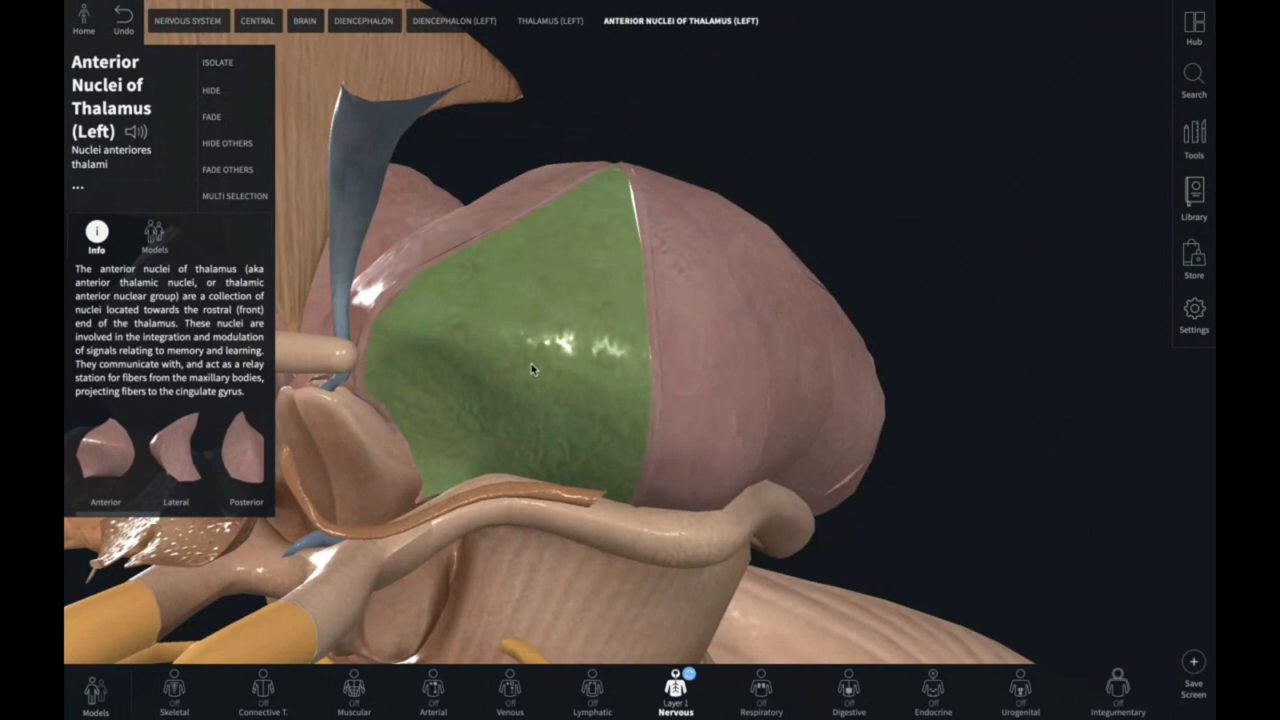 Home
Undo
NERVOUS SYSTEM
CENTRAL
BRAIN
DIENCEPHALON
DIENCEPHALON (LEFT)
THALAMUS (LEFT)
ANTERIOR NUCLEI OF THALAMUS (LEFT)
Anterior
Nuclei of
Thalamus
(Left)
Nuclei anteriores
thalami
...
ISOLATE
HIDE
FADE
HIDE OTHERS
FADE OTHERS
MULTI SELECTION
Info
Models
The anterior nuclei of thalamus (aka
anterior thalamic nuclei, or thalamic
anterior nuclear group) are a collection of
nuclei located towards the rostral (front)
end of the thalamus. These nuclei are
involved in the integration and modulation
of signals relating to memory and learning.
They communicate with, and act as a relay
station for fibers from the maxillary bodies,
projecting fibers to the cingulate gyrus.
Anterior
Lateral
Posterior
Hub
Search
Tools
Library
Store
Settings
Save
Screen
Models
Off
Skeletal
Off
Connective T.
Off
Muscular
Off
Arterial
Off
Venous
Off
Lymphatic
Layer 1
Nervous
Off
Respiratory
Off
Digestive
Off
Endocrine
Off
Urogenital
Off
Integumentary